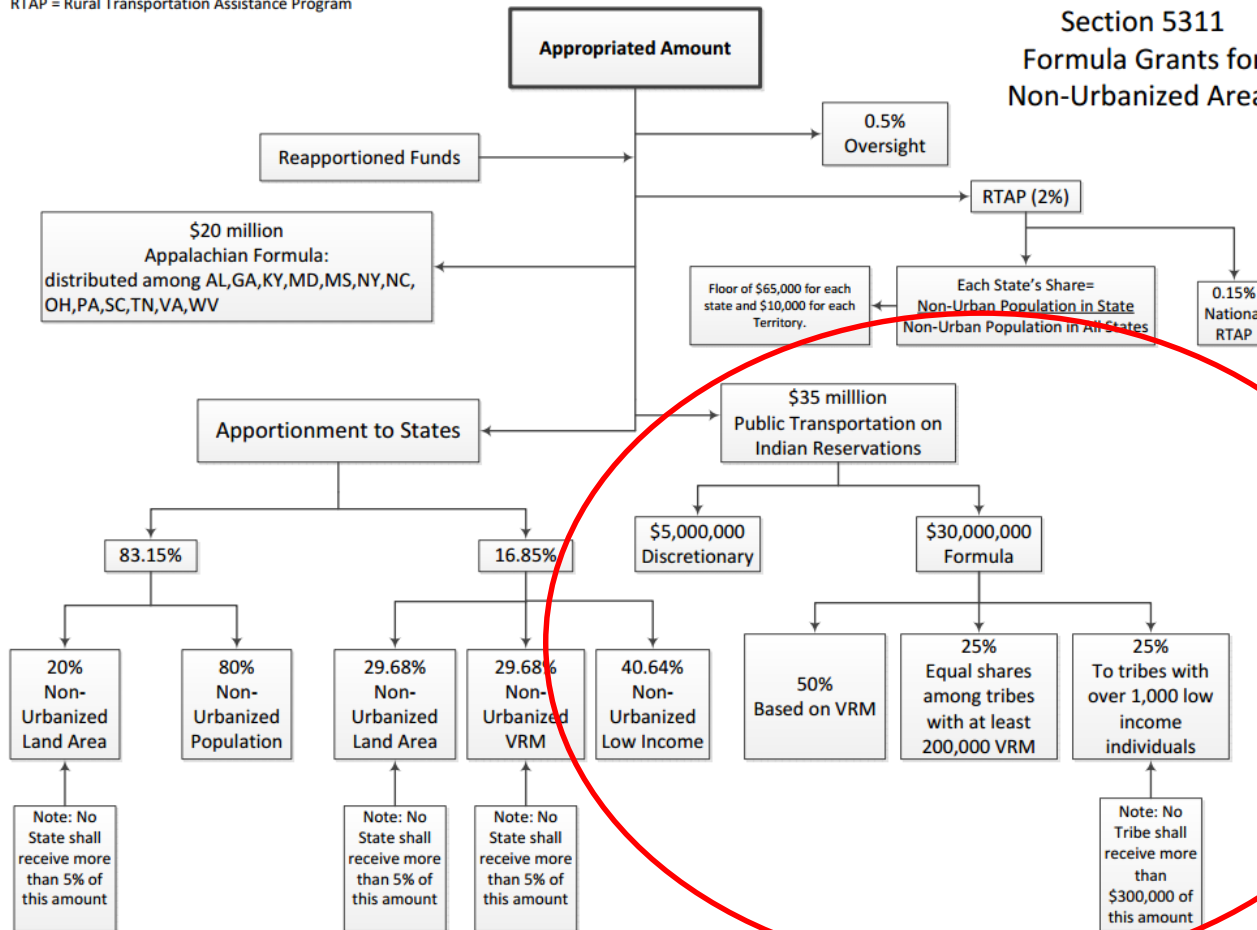 RTAP = Rural Transportation Assistance Program
Section 5311
Formula Grants for
Non-Urbanized Area
Appropriated Amount
0.5%
Oversight
Reapportioned Funds
RTAP (2%)
$20 million
Appalachian Formula:
distributed among AL,GA,KY,MD,MS,NY,NC,
OH,PA,SC,TN,VA,WV
Floor of $65,000 for each
state and $10,000 for each
Territory.
Each State's Share=
Non-Urban Population in State
Non-Urban Population in All States
0.15%
Nationa
RTAP
Apportionment to States
$35 milllion
Public Transportation on
Indian Reservations
83.15%
16.85%
$5,000,000
Discretionary
$30,000,000
Formula
20%
Non-
Urbanized
Land Area
80%
Non-
Urbanized
Population
29.68%
Non-
Urbanized
Land Area
29.68%
Non-
Urbanized
VRM
40.64%
Non-
Urbanized
Low Income
50%
Based on VRM
25%
Equal shares
among tribes
with at least
200,000 VRM
25%
To tribes with
over 1,000 low
income
individuals
Note: No
State shall
receive more
than 5% of
this amount
Note: No
State shall
receive more
than 5% of
this amount
Note: No
State shall
receive more
than 5% of
this amount
Note: No
Tribe shall
receive more
than
$300,000 of
this amount